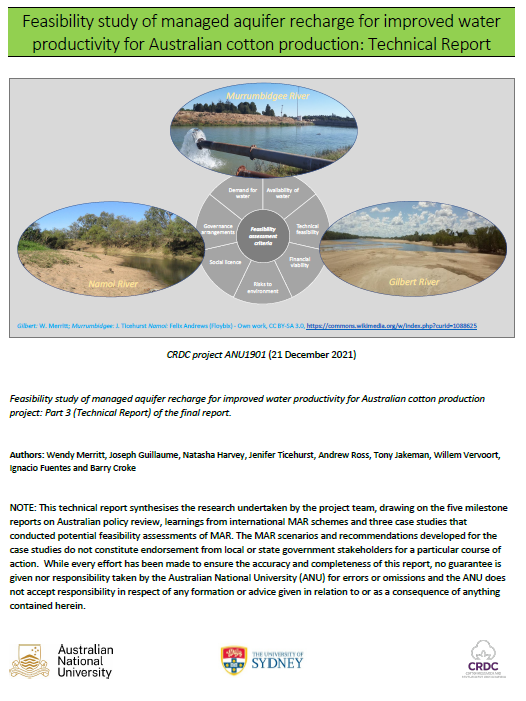 Feasibility study of managed aquifer recharge for improved water
productivity for Australian cotton production: Technical Report
Murrumbidgee River
Demand for
water
Availability of
water
Governance
arrangements
Feasibility
assessment
criteria
Technical
feasibility
Social licence
Financial
viability
Risks to
environment
Namoi River
Gilbert River
Gilbert: W. Merritt; Murrumbidgee: J. Ticehurst Namoi: Felix Andrews (Floybix) - Own work, CC BY-SA 3.0, https://commons.wikimedia.org/w/index.php?curid=1088625
CRDC project ANU1901 (21 December 2021)
Feasibility study of managed aquifer recharge for improved water productivity for Australian cotton production
project: Part 3 (Technical Report) of the final report.
Authors: Wendy Merritt, Joseph Guillaume, Natasha Harvey, Jenifer Ticehurst, Andrew Ross, Tony Jakeman, Willem Vervoort,
Ignacio Fuentes and Barry Croke
NOTE: This technical report synthesises the research undertaken by the project team, drawing on the five milestone
reports on Australian policy review, learnings from international MAR schemes and three case studies that
conducted potential feasibility assessments of MAR. The MAR scenarios and recommendations developed for the
case studies do not constitute endorsement from local or state government stakeholders for a particular course of
action. While every effort has been made to ensure the accuracy and completeness of this report, no guarantee is
given nor responsibility taken by the Australian National University (ANU) for errors or omissions and the ANU does
not accept responsibility in respect of any formation or advice given in relation to or as a consequence of anything
contained herein.
Australian
National
University
THE UNIVERSITY OF
SYDNEY
CRDC